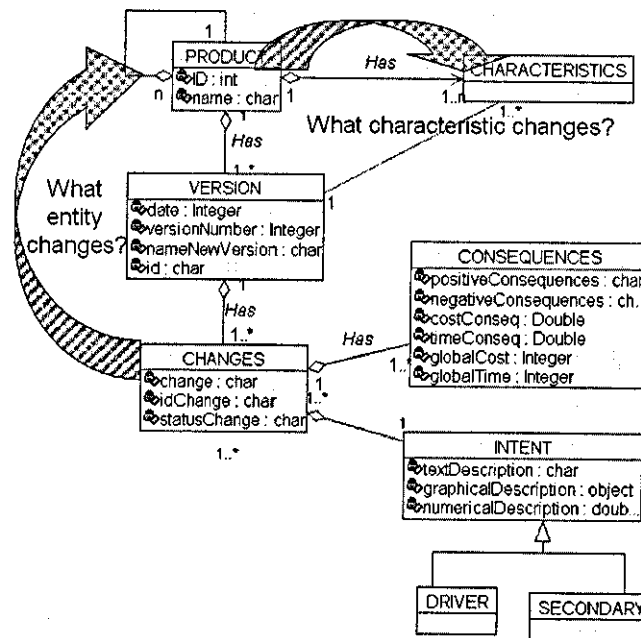 1
PRODUCT
ID : int
name : char
n
1
Has
1..n
CHARACTERISTICS
1..*
What characteristic changes?
1
Has
1..*
What
entity
changes?
VERSION
date : Integer
versionNumber : Integer
nameNewVersion : char
id : char
1
1
Has
1..*
CHANGES
change : char
idChange : char
statusChange : char
1..*
1
1..*
Has
1..*
CONSEQUENCES
positiveConsequences : char
negativeConsequences : ch..
costConseq : Double
timeConseq : Double
globalCost : Integer
globalTime : Integer
1
INTENT
textDescription : char
graphicalDescription : object
numericalDescription : doub...
DRIVER
SECONDARY